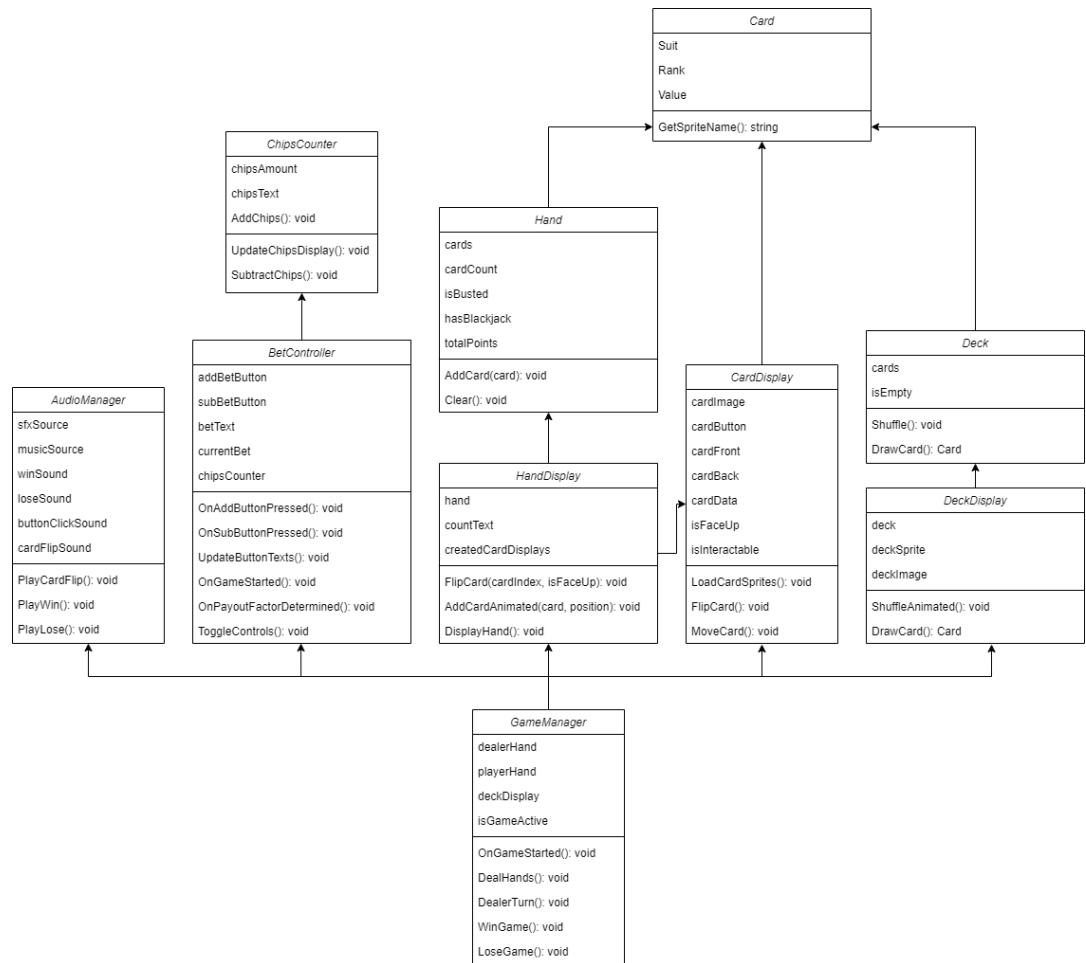 Card
Suit
Rank
Value
GetSpriteName(): string
ChipsCounter
chipsAmount
chipsText
AddChips(): void
UpdateChipsDisplay(): void
SubtractChips(): void
Hand
cards
cardCount
isBusted
hasBlackjack
totalPoints
AddCard(card): void
Clear(): void
Deck
cards
isEmpty
Shuffle(): void
DrawCard(): Card
BetController
addBetButton
subBetButton
betText
currentBet
chipsCounter
OnAddButtonPressed(): void
OnSubButtonPressed(): void
UpdateButtonTexts(): void
OnGameStarted(): void
OnPayoutFactorDetermined(): void
ToggleControls(): void
CardDisplay
cardImage
cardButton
cardFront
cardBack
cardData
isFaceUp
isInteractable
LoadCardSprites(): void
FlipCard(): void
MoveCard(): void
AudioManager
sfxSource
musicSource
winSound
loseSound
buttonClickSound
cardFlipSound
PlayCardFlip(): void
PlayWin(): void
PlayLose(): void
HandDisplay
hand
countText
createdCardDisplays
FlipCard(cardIndex, isFaceUp): void
AddCardAnimated(card, position): void
DisplayHand(): void
DeckDisplay
deck
deckSprite
deckImage
ShuffleAnimated(): void
DrawCard(): Card
GameManager
dealerHand
playerHand
deckDisplay
isGameActive
OnGameStarted(): void
DealHands(): void
DealerTurn(): void
WinGame(): void
LoseGame(): void